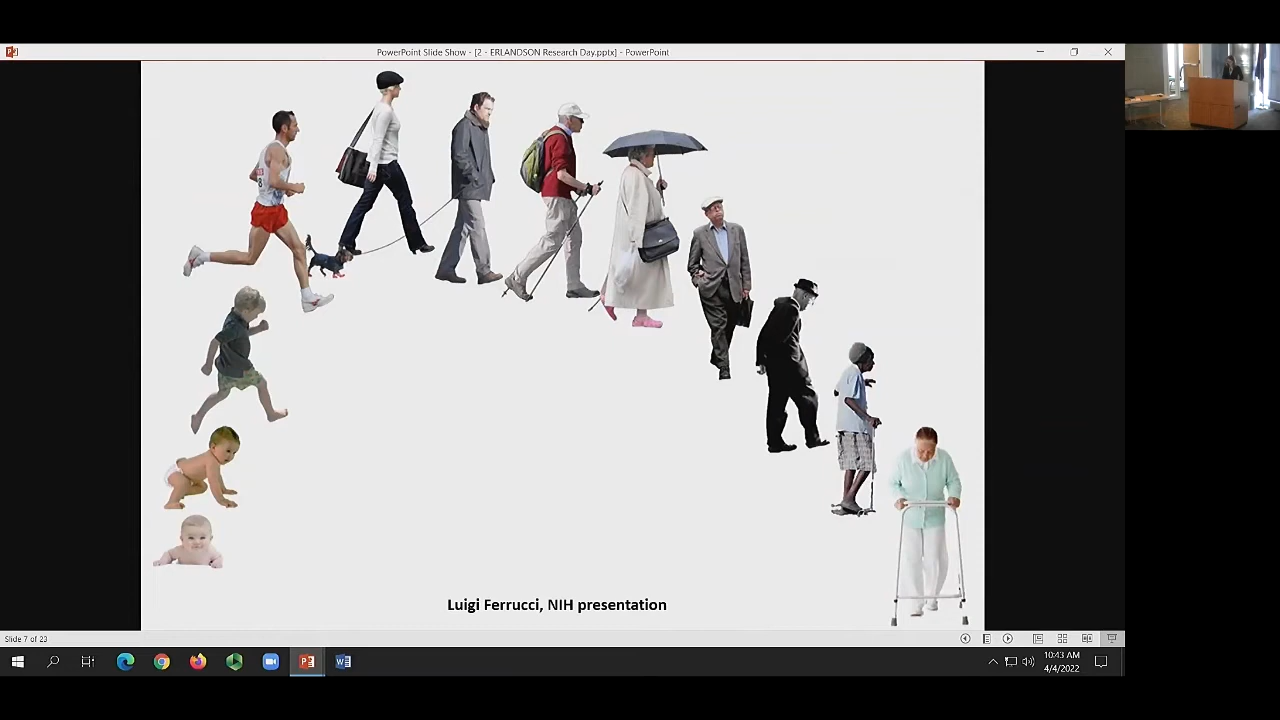 PowerPoint Slide Show - [2 - ERLANDSON Research Day.pptx] - PowerPoint
Luigi Ferrucci, NIH presentation
Slide 7 of 23
10:43 AM
4/4/2022